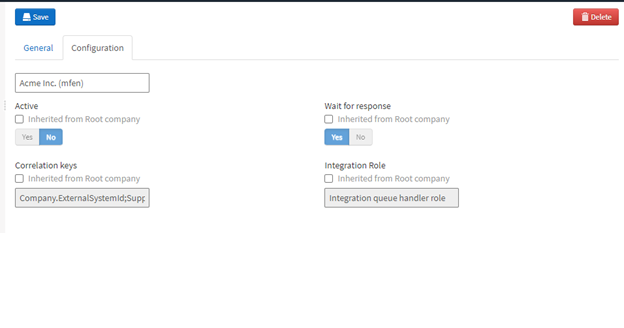 Save
Delete
General
Configuration
Acme Inc. (mfen)
Active
Wait for response
Inherited from Root company
Inherited from Root company
Yes No
Yes No
Correlation keys
Integration Role
Inherited from Root company
Inherited from Root company
Company.ExternalSystemId;Supp
Integration queue handler role